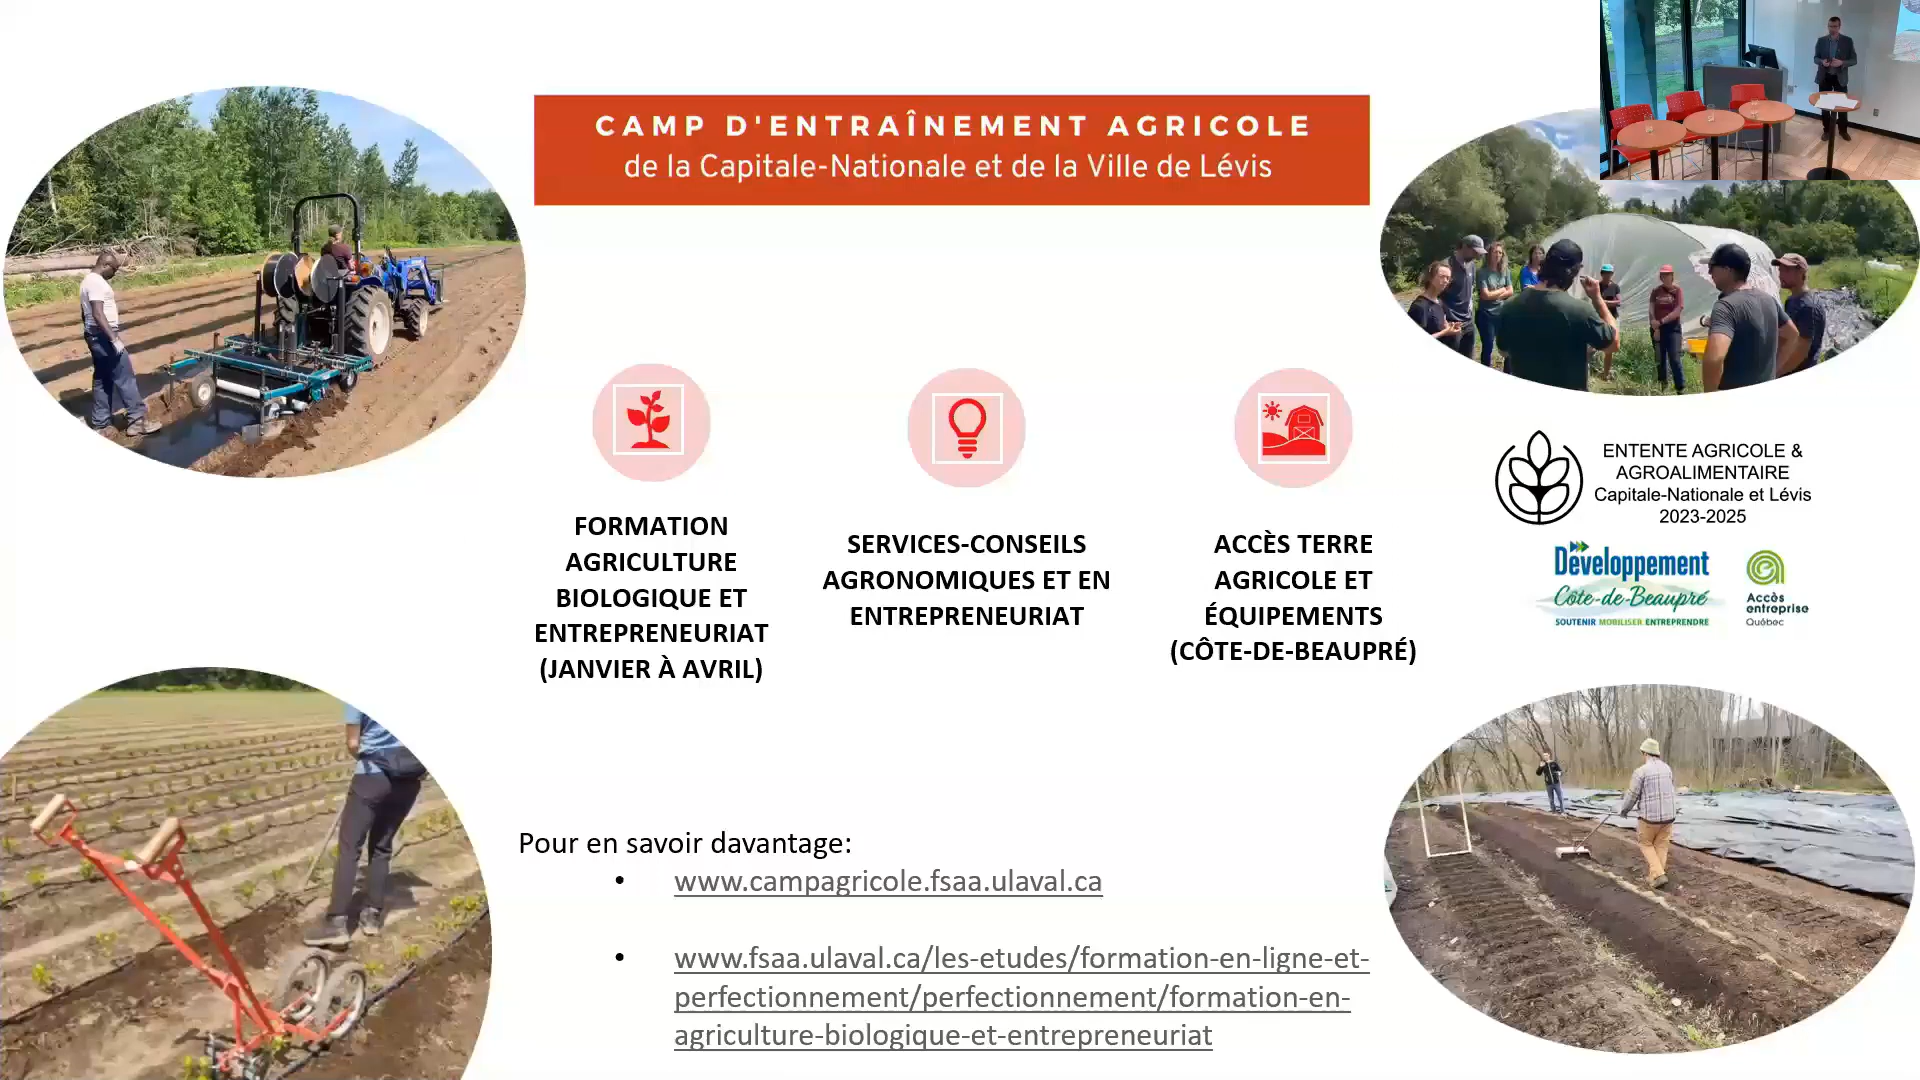 CAMP D'ENTRAÎNEMENT AGRICOLE
de la Capitale-Nationale et de la Ville de Lévis
FORMATION
AGRICULTURE
BIOLOGIQUE ET
ENTREPRENEURIAT
(JANVIER À AVRIL)
SERVICES-CONSEILS
AGRONOMIQUES ET EN
ENTREPRENEURIAT
ACCÈS TERRE
AGRICOLE ET
ÉQUIPEMENTS
(CÔTE-DE-BEAUPRÉ)
ENTENTE AGRICOLE &
AGROALIMENTAIRE
Capitale-Nationale et Lévis
2023-2025
Développement
Côte-de-Beaupré
SOUTENIR MOBILISER ENTREPRENDRE
Accès
entreprise
Québec
Pour en savoir davantage:
• www.campagricole.fsaa.ulaval.ca
• www.fsaa.ulaval.ca/les-etudes/formation-en-ligne-et-
perfectionnement/perfectionnement/formation-en-
agriculture-biologique-et-entrepreneuriat